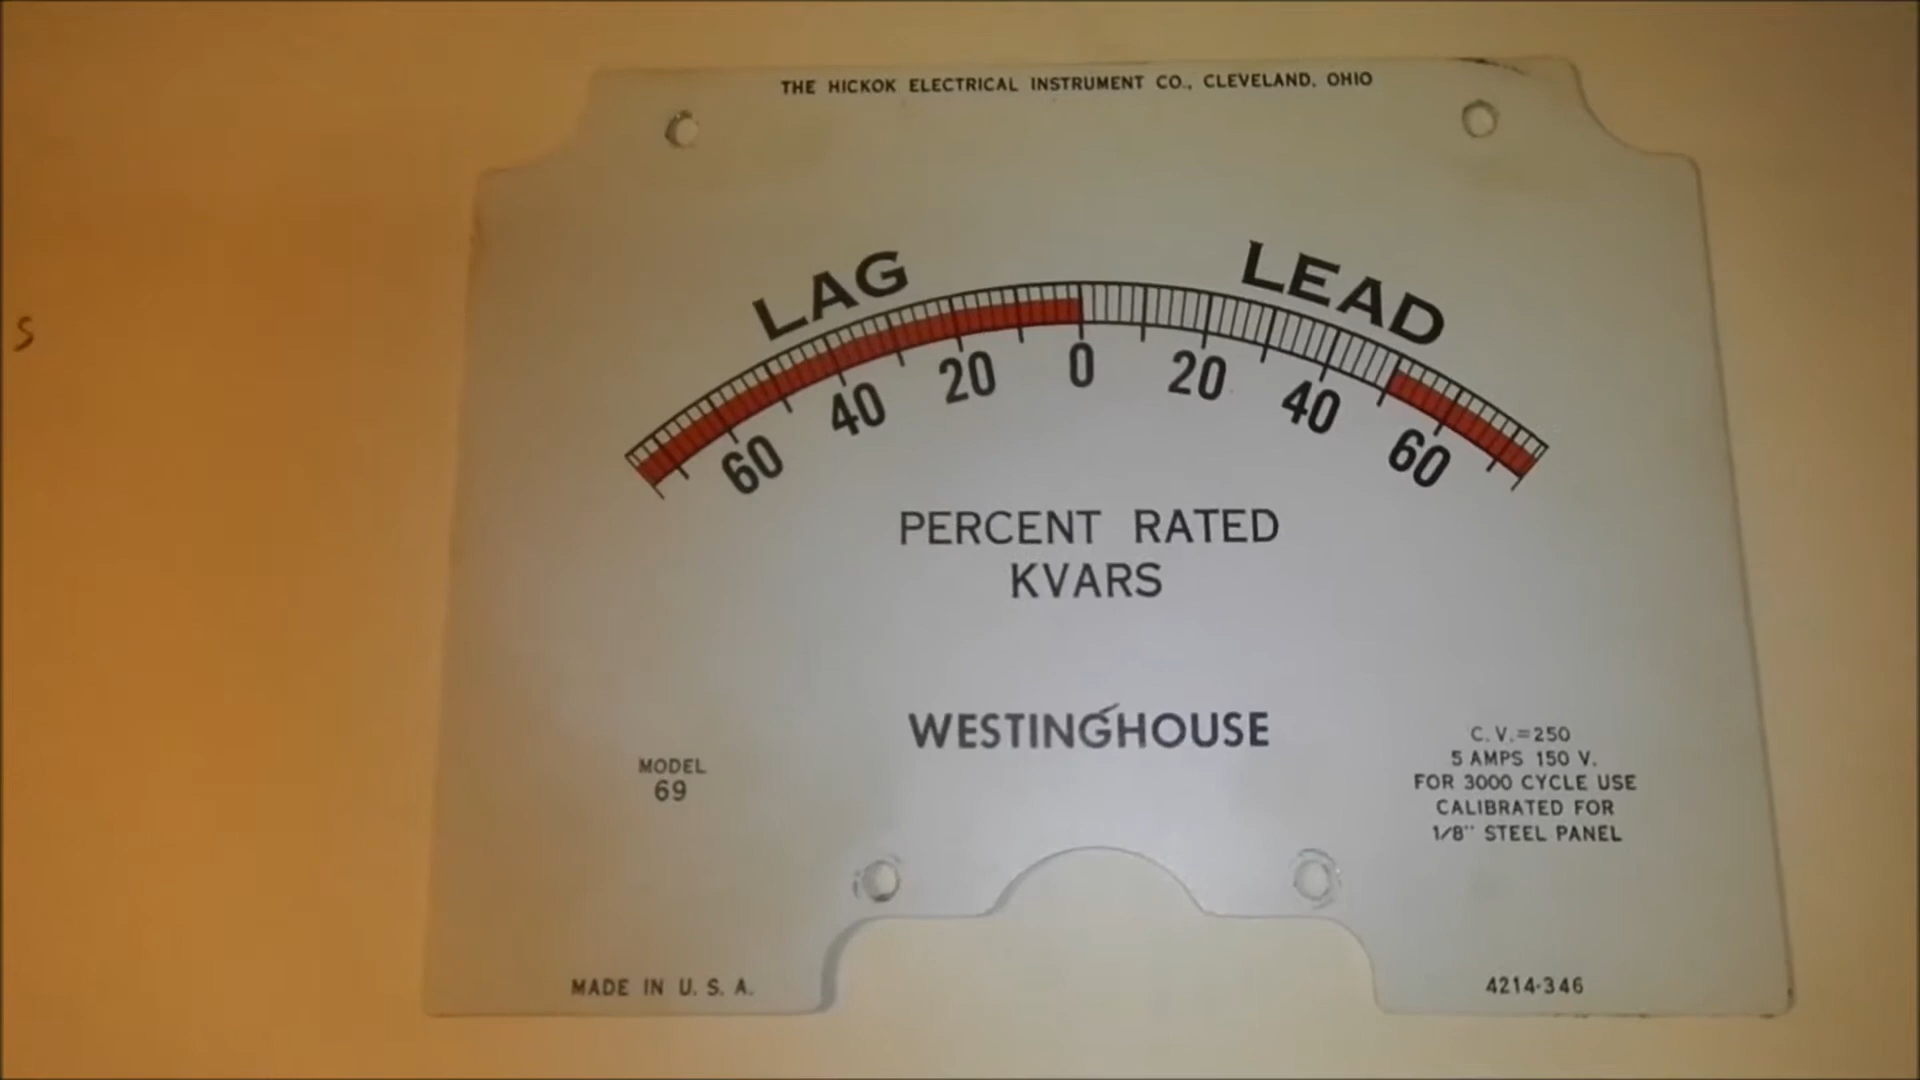 THE HICKOK ELECTRICAL INSTRUMENT CO., CLEVELAND, OHIO
LAG LEAD
60 40 20 0 20 40 60
PERCENT RATED
KVARS
WESTINGHOUSE
MODEL
69
C.V.=250
5 AMPS 150 V.
FOR 3000 CYCLE USE
CALIBRATED FOR
1/8" STEEL PANEL
MADE IN U. S. A.
4214-346
S